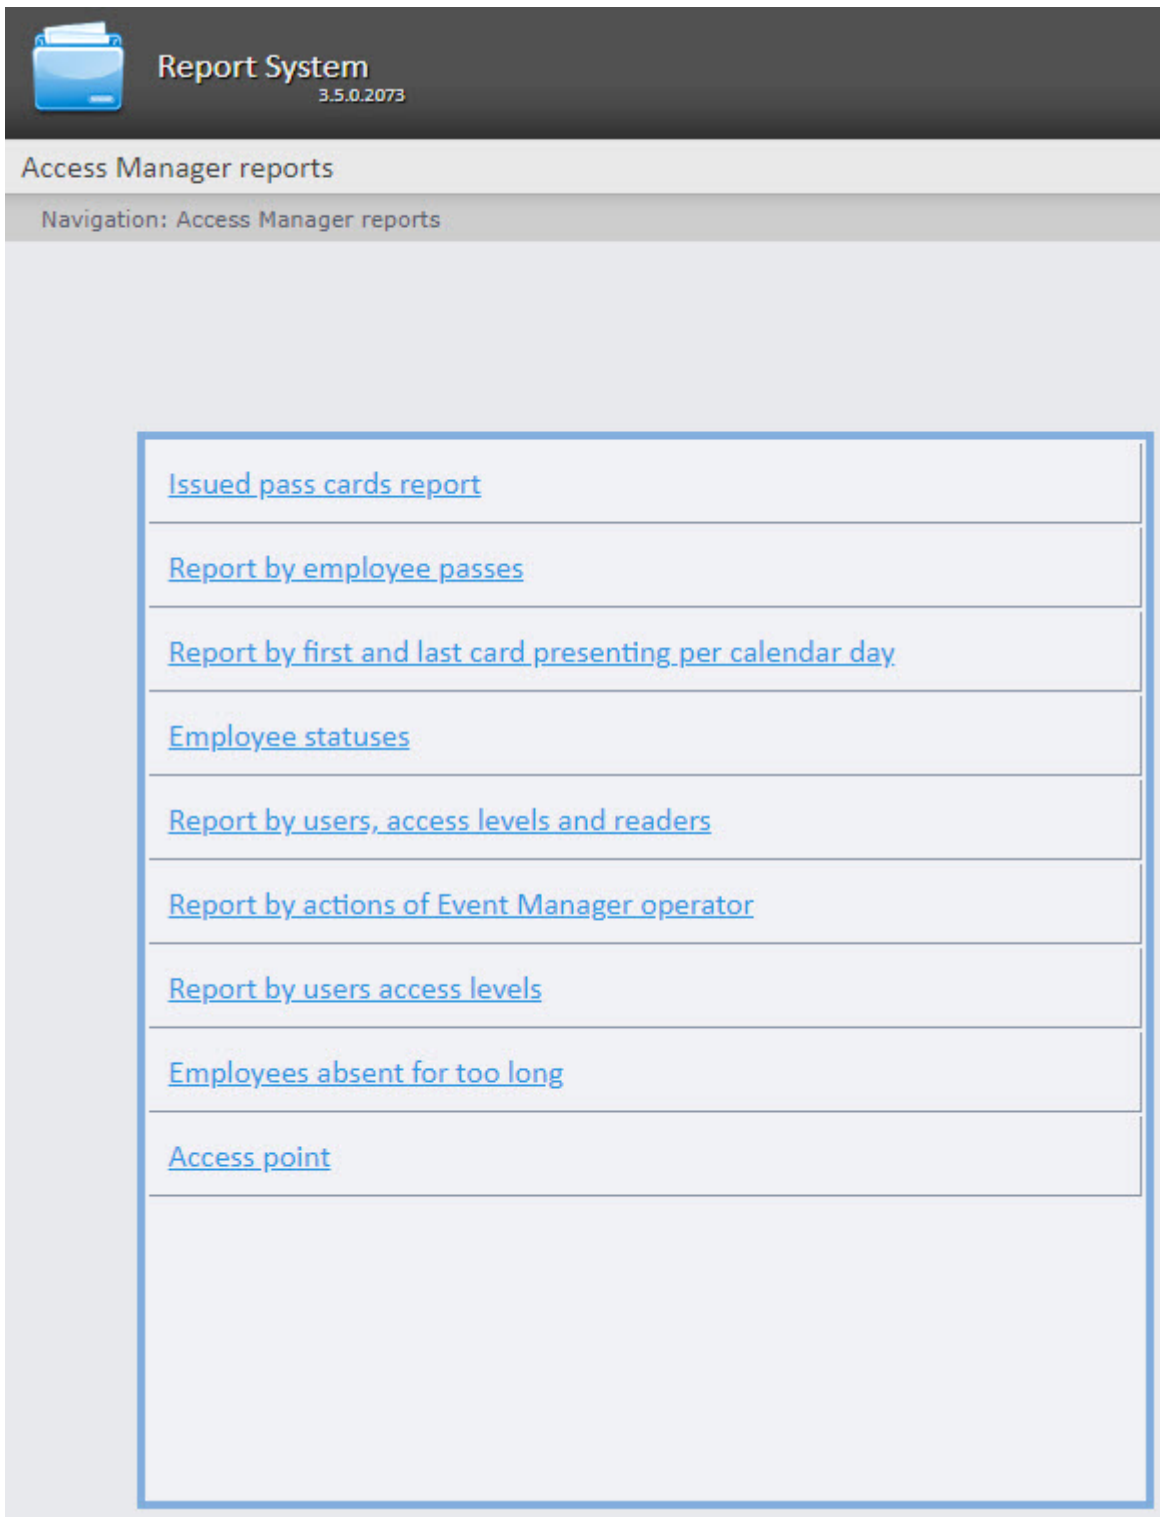 Report System
3.5.0.2073
Access Manager reports
Navigation: Access Manager reports
Issued pass cards report
Report by employee passes
Report by first and last card presenting per calendar day
Employee statuses
Report by users, access levels and readers
Report by actions of Event Manager operator
Report by users access levels
Employees absent for too long
Access point